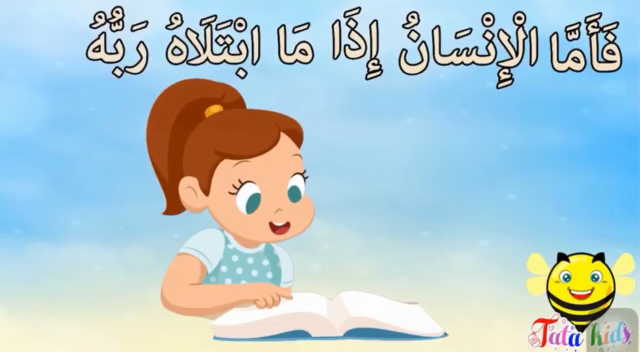 فَأَمَّا الْإِنْسَانُ إِذَا مَا ابْتَلَاهُ رَبُّهُ
Tata kids